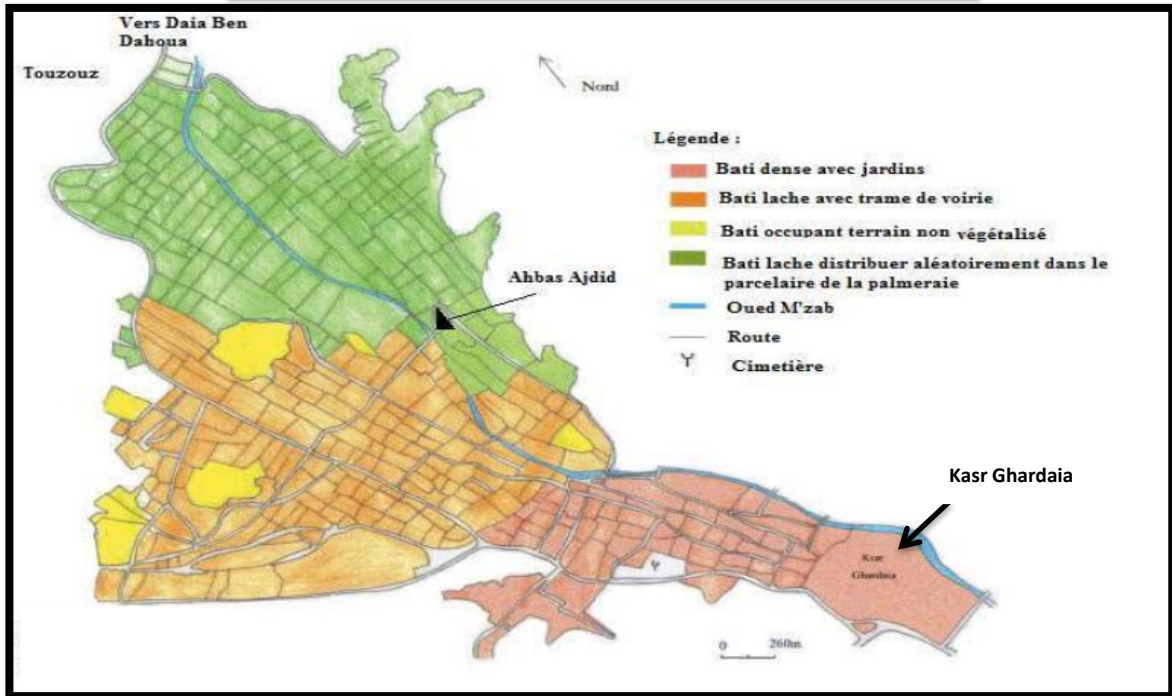 Vers Daia Ben
Dahoua
Touzouz
Nord
Légende :
Bati dense avec jardins
Bati lache avec trame de voirie
Bati occupant terrain non végétalisé
Bati lache distribuer aléatoirement dans le
parcelaire de la palmeraie
Oued M'zab
Route
Cimetière
Ahbas Ajdid
Kasr Ghardaia
Ksar
Ghardaia
0 260m